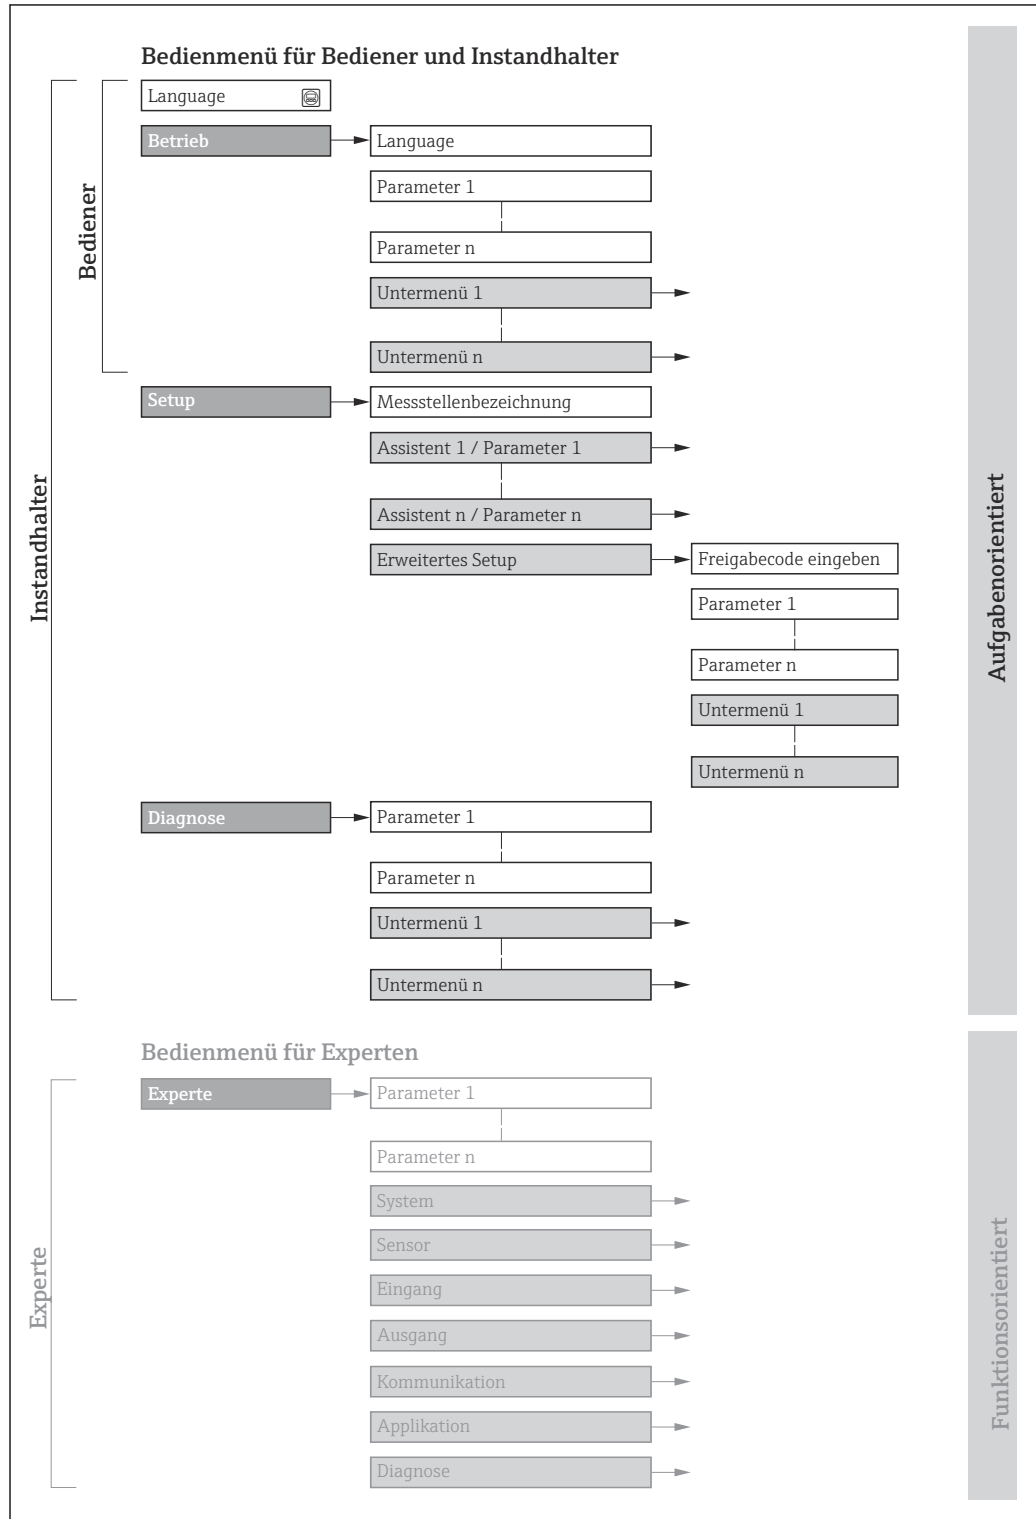 Bedienmenü für Bediener und Instandhalter
Instandhalter
Bediener
Language
Betrieb
Language
Parameter 1
Parameter n
Untermenü 1
Untermenü n
Setup
Messstellenbezeichnung
Assistent 1 / Parameter 1
Assistent n / Parameter n
Erweitertes Setup
Freigabecode eingeben
Parameter 1
Parameter n
Untermenü 1
Untermenü n
Diagnose
Parameter 1
Parameter n
Untermenü 1
Untermenü n
Aufgabenorientiert
Bedienmenü für Experten
Experte
Experte
Parameter 1
Parameter n
System
Sensor
Eingang
Ausgang
Kommunikation
Applikation
Diagnose
Funktionsorientiert